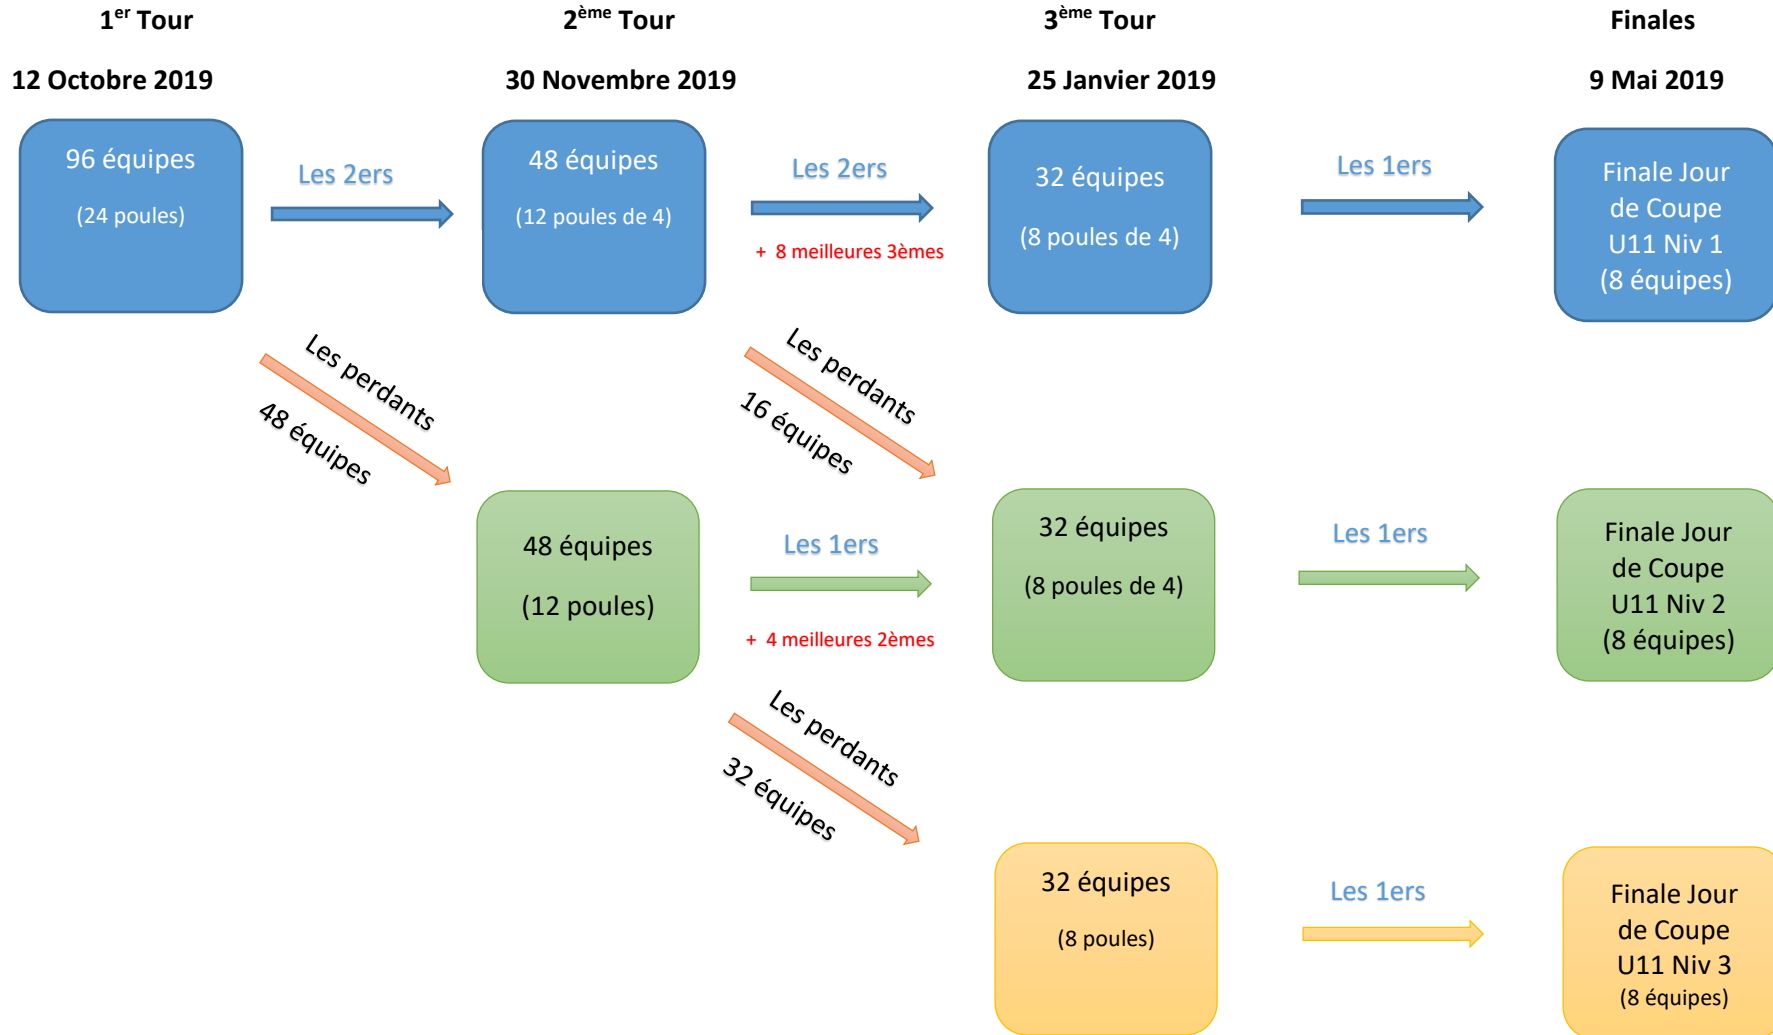 1er Tour
2ème Tour
3ème Tour
Finales
12 Octobre 2019
30 Novembre 2019
25 Janvier 2019
9 Mai 2019
96 équipes
(24 poules)
Les 2ers
48 équipes
(12 poules de 4)
Les 2ers
+ 8 meilleures 3èmes
32 équipes
(8 poules de 4)
Les 1ers
Finale Jour
de Coupe
U11 Niv 1
(8 équipes)
Les perdants
48 équipes
Les perdants
16 équipes
48 équipes
(12 poules)
Les 1ers
+ 4 meilleures 2èmes
32 équipes
(8 poules de 4)
Les 1ers
Finale Jour
de Coupe
U11 Niv 2
(8 équipes)
Les perdants
32 équipes
32 équipes
(8 poules)
Les 1ers
Finale Jour
de Coupe
U11 Niv 3
(8 équipes)